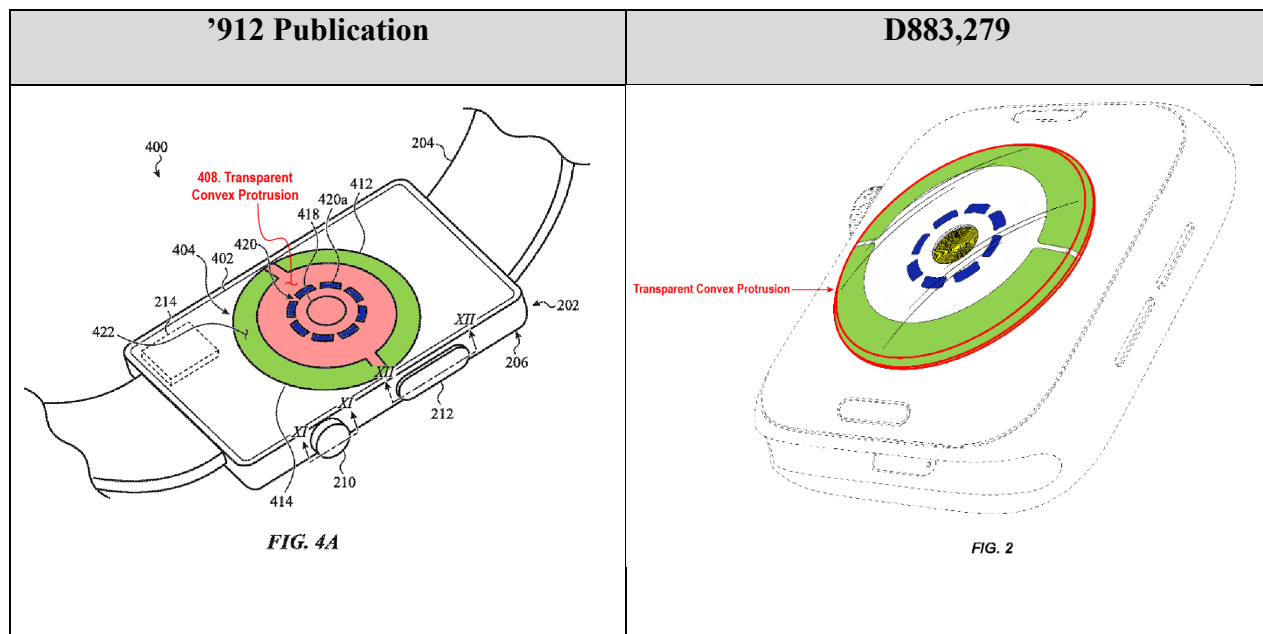 ’912 Publication
D883,279
400
204
408. Transparent
Convex Protrusion
412
420a
418
420
404
402
214
422
XII
202
206
XII
212
XI
XI
210
414
FIG. 4A
Transparent Convex Protrusion
FIG. 2